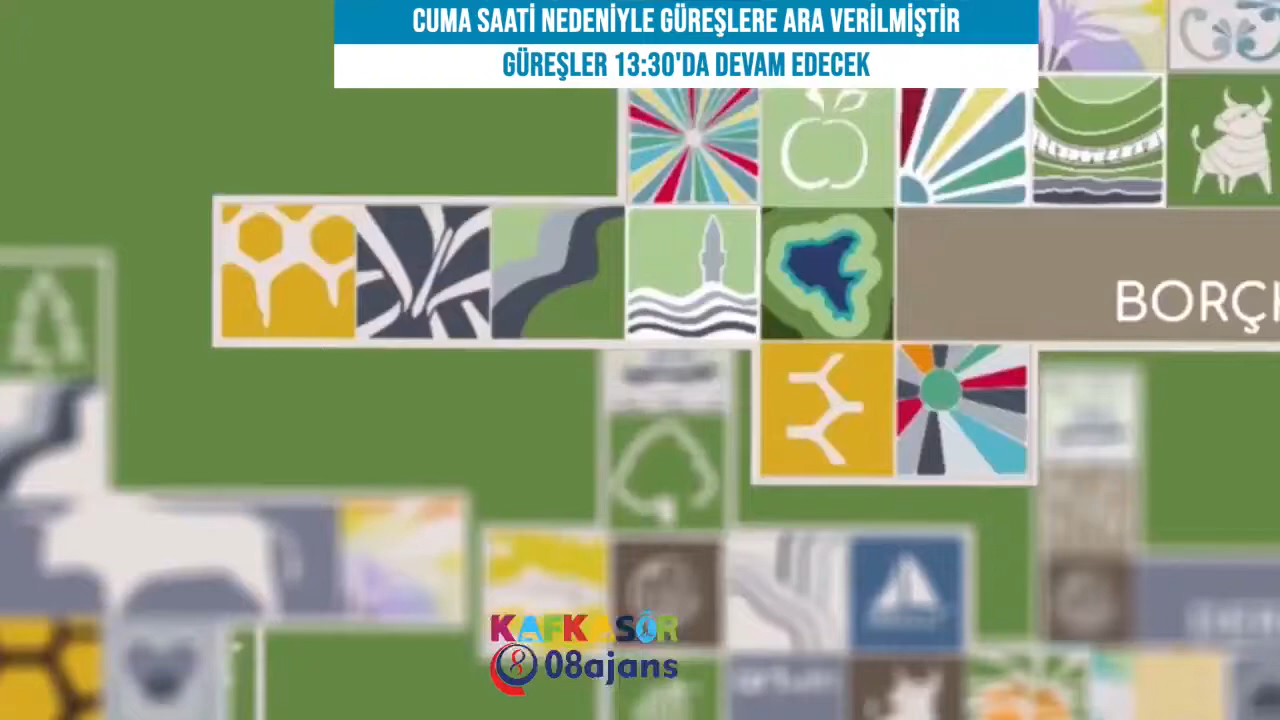 CUMA SAATİ NEDENİYLE GÜREŞLERE ARA VERİLMİŞTİR
GÜREŞLER 13:30'DA DEVAM EDECEK
BORÇ
KAFKASÖR
08ajans